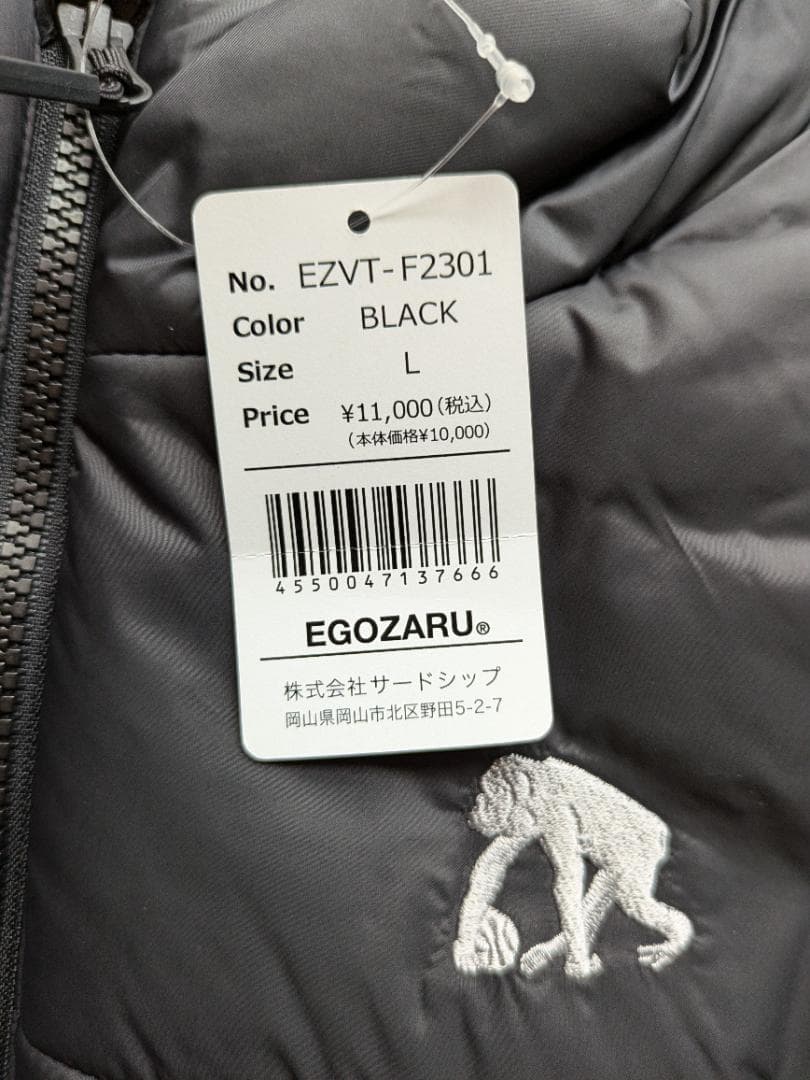 No. EZVT-F2301
Color BLACK
Size L
Price ¥11,000(税込)
(本体価格¥10,000)
4550047137666
EGOZARU®
株式会社サードシップ
岡山県岡山市北区野田5-2-7